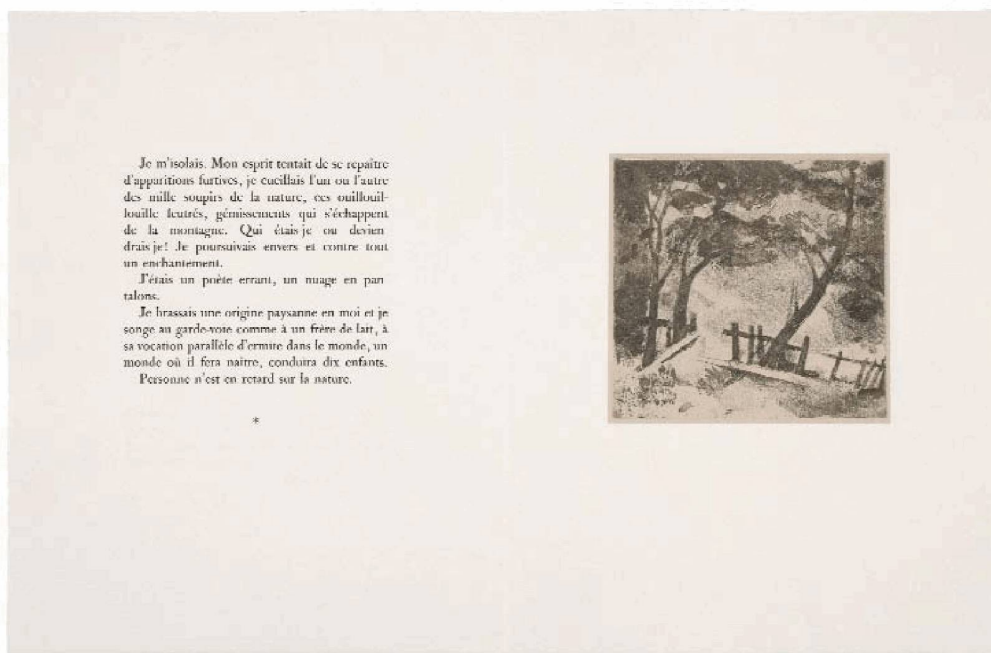 Je m'isolais. Mon esprit tentait de se repaître
d'apparitions furtives, je cueillais l'un ou l'autre
des mille soupirs de la nature, ces ouillouil-
louille feutrés, gémissements qui s'échappent
de la montagne. Qui étais-je ou devien-
drais-je! Je poursuivais envers et contre tout
un enchantement.
J'étais un poète errant, un nuage en pan-
talons.
Je brassais une origine paysanne en moi et je
songe au garde-voie comme à un frère de lait, à
sa vocation parallèle d'ermite dans le monde, un
monde où il fera naître, conduira dix enfants.
Personne n'est en retard sur la nature.
*